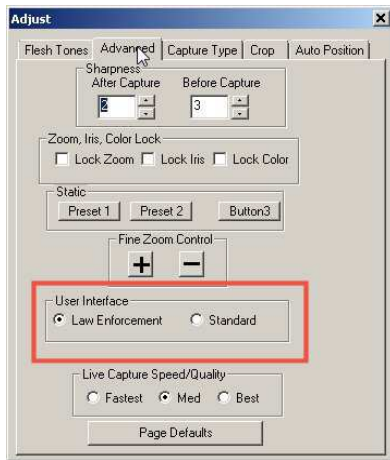 Adjust
Flesh Tones Advanced Capture Type Crop Auto Position
Sharpness
After Capture Before Capture
2 3
Zoom, Iris, Color Lock
Lock Zoom Lock Iris Lock Color
Static
Preset 1 Preset 2 Button3
Fine Zoom Control
+ −
User Interface
Law Enforcement Standard
Live Capture Speed/Quality
Fastest Med Best
Page Defaults